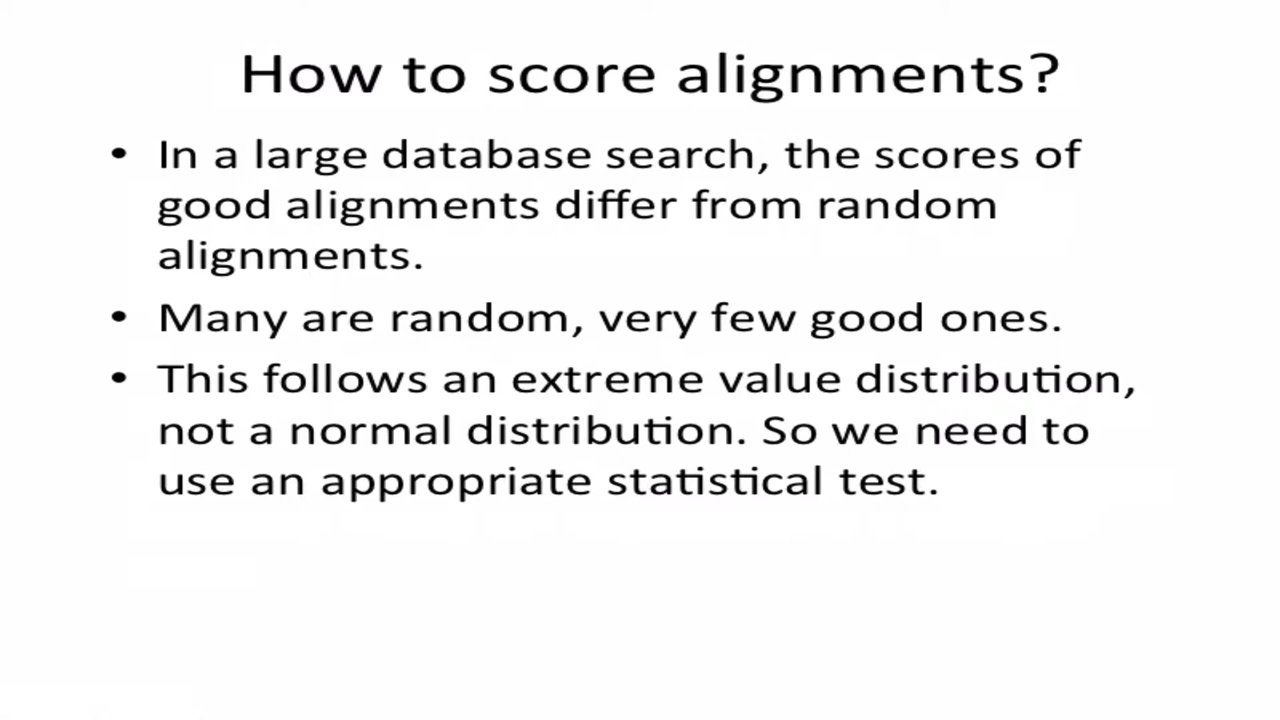 How to score alignments?
• In a large database search, the scores of
good alignments differ from random
alignments.
• Many are random, very few good ones.
• This follows an extreme value distribution,
not a normal distribution. So we need to
use an appropriate statistical test.